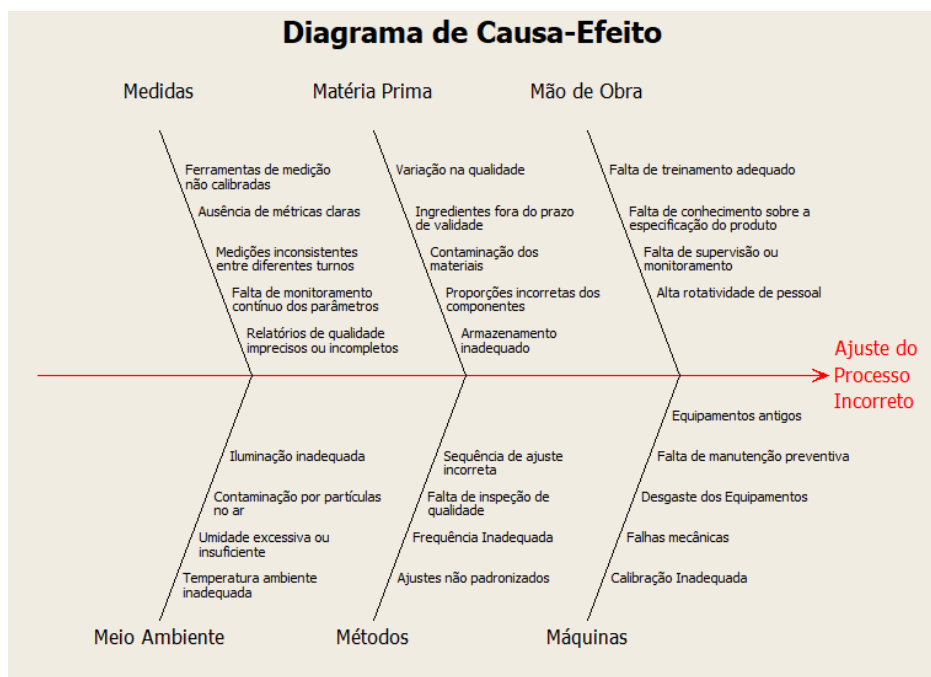 Diagrama de Causa-Efeito
Medidas
Matéria Prima
Mão de Obra
Ferramentas de medição
não calibradas
Ausência de métricas claras
Medições inconsistentes
entre diferentes turnos
Falta de monitoramento
contínuo dos parâmetros
Relatórios de qualidade
imprecisos ou incompletos
Variação na qualidade
Ingredientes fora do prazo
de validade
Contaminação dos
materiais
Proporções incorretas dos
componentes
Armazenamento
inadequado
Falta de treinamento adequado
Falta de conhecimento sobre a
especificação do produto
Falta de supervisão ou
monitoramento
Alta rotatividade de pessoal
Ajuste do
Processo
Incorreto
Iluminação inadequada
Contaminação por partículas
no ar
Umidade excessiva ou
insuficiente
Temperatura ambiente
inadequada
Sequência de ajuste
incorreta
Falta de inspeção de
qualidade
Frequência Inadequada
Ajustes não padronizados
Equipamentos antigos
Falta de manutenção preventiva
Desgaste dos Equipamentos
Falhas mecânicas
Calibração Inadequada
Meio Ambiente
Métodos
Máquinas